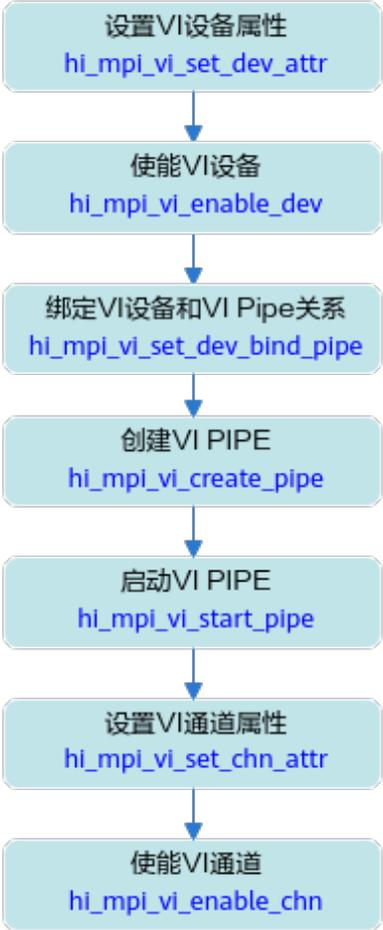 设置VI设备属性
hi_mpi_vi_set_dev_attr
使能VI设备
hi_mpi_vi_enable_dev
绑定VI设备和VI Pipe关系
hi_mpi_vi_set_dev_bind_pipe
创建VI PIPE
hi_mpi_vi_create_pipe
启动VI PIPE
hi_mpi_vi_start_pipe
设置VI通道属性
hi_mpi_vi_set_chn_attr
使能VI通道
hi_mpi_vi_enable_chn